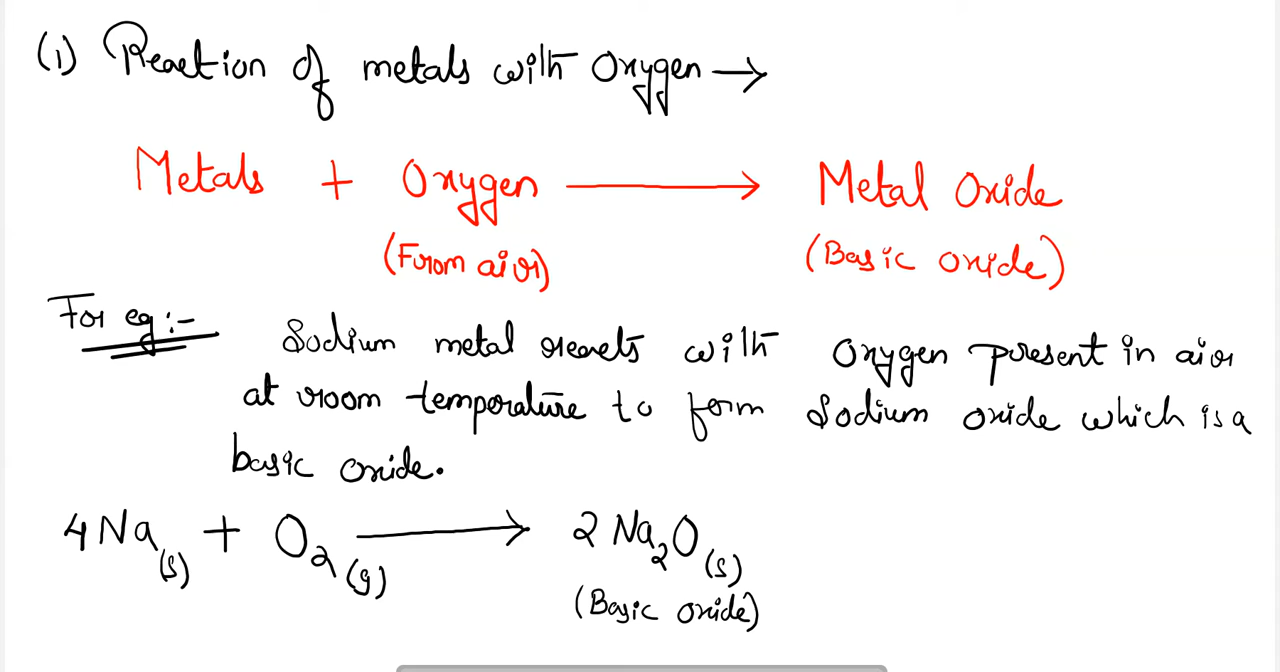 (1) Reaction of metals with Oxygen →
Metals + Oxygen → Metal Oxide
(From air) (Basic oxide)
For eg:- Sodium metal reacts with Oxygen present in air
at room temperature to form Sodium oxide which is a
basic oxide.
4Na(s) + O₂(g) → 2Na₂O(s)
(Basic oxide)